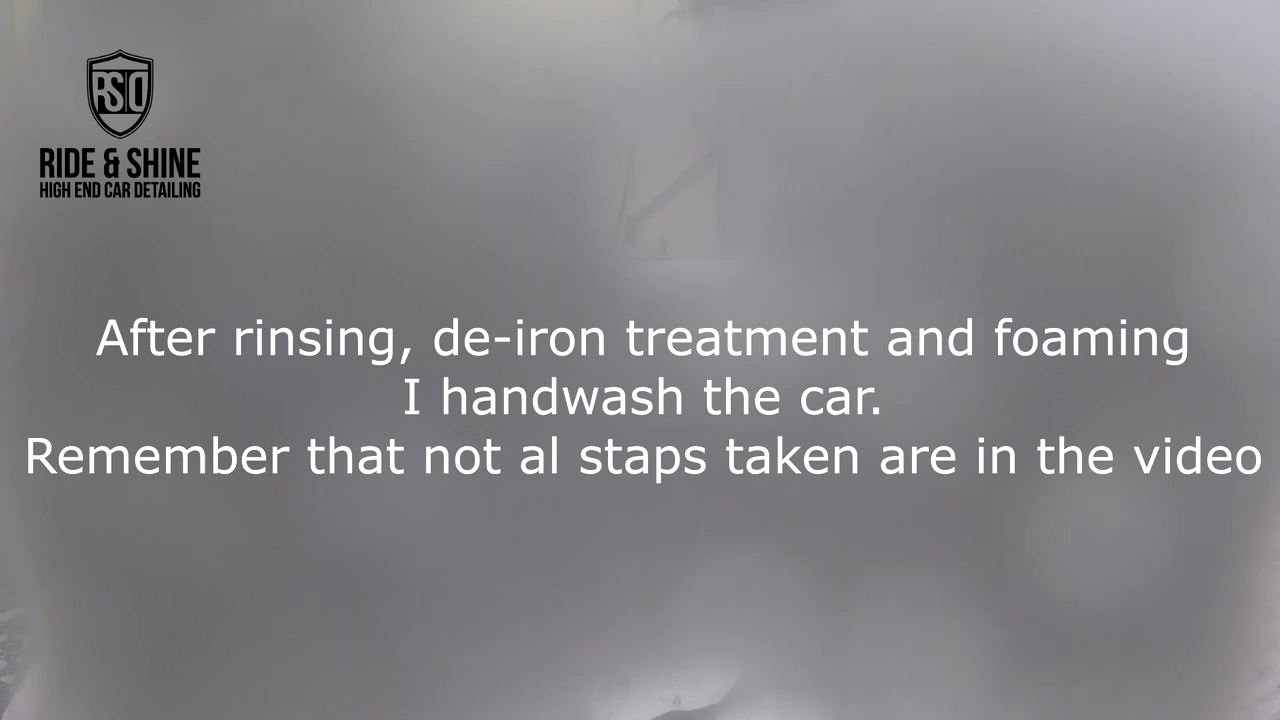 RSD
RIDE & SHINE
HIGH END CAR DETAILING
After rinsing, de-iron treatment and foaming
I handwash the car.
Remember that not al staps taken are in the video